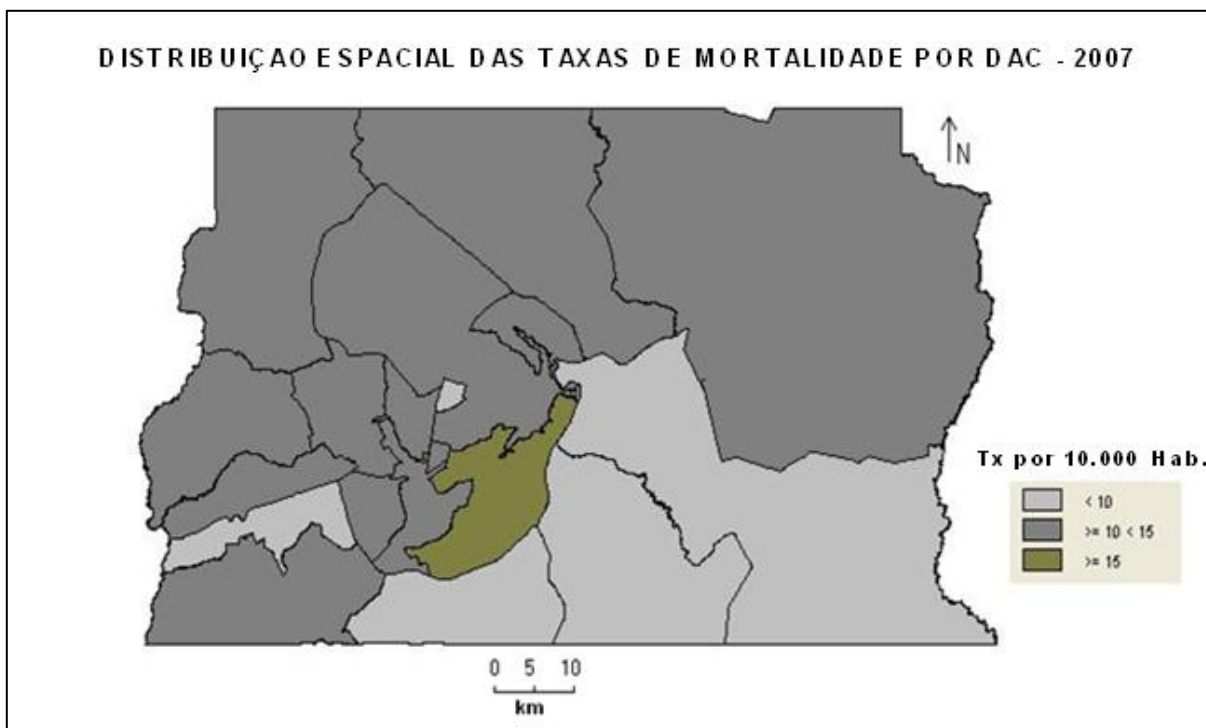 DISTRIBUIÇAO ESPACIAL DAS TAXAS DE MORTALIDADE POR DAC - 2007
N
Tx por 10.000 Hab.
< 10
>= 10 < 15
>= 15
0 5 10
km